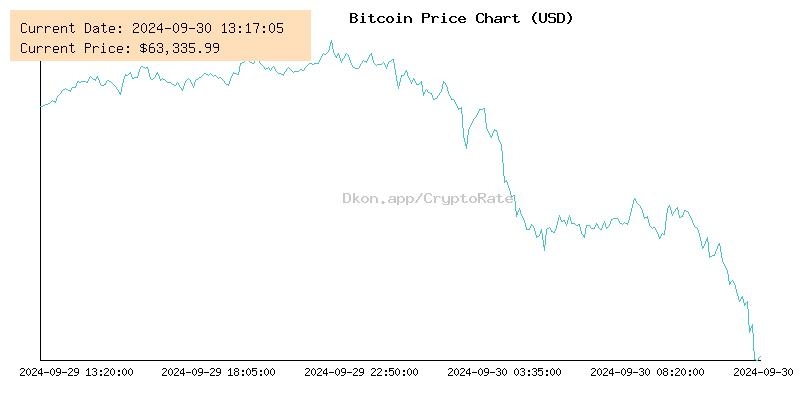 Bitcoin Price Chart (USD)
Current Date: 2024-09-30 13:17:05
Current Price: $63,335.99
Dkon.app/CryptoRate
2024-09-29 13:20:00
2024-09-29 18:05:00
2024-09-29 22:50:00
2024-09-30 03:35:00
2024-09-30 08:20:00
2024-09-30